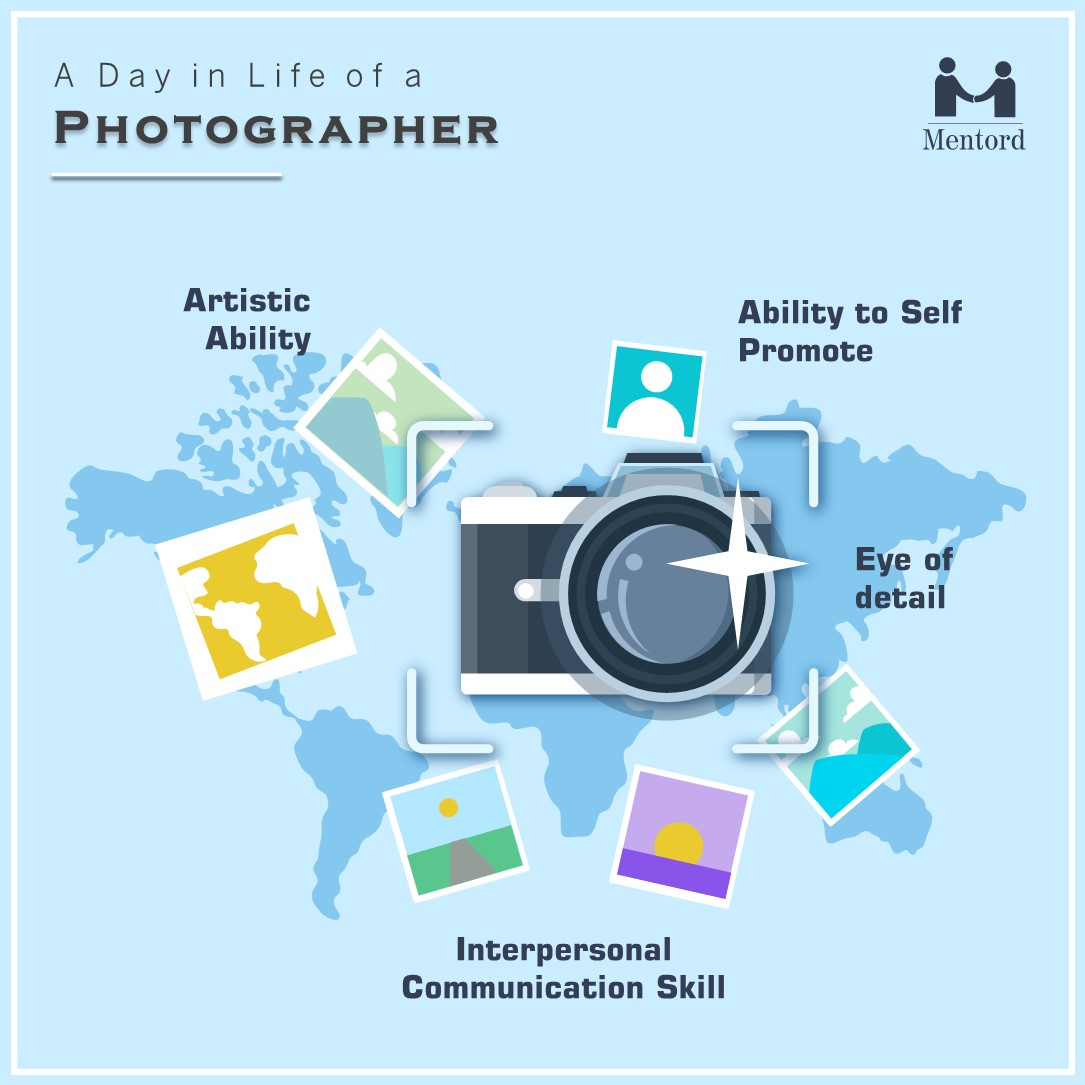 A Day in Life of a
PHOTOGRAPHER
Mentord
Artistic
Ability
Ability to Self
Promote
Eye of
detail
Interpersonal
Communication Skill